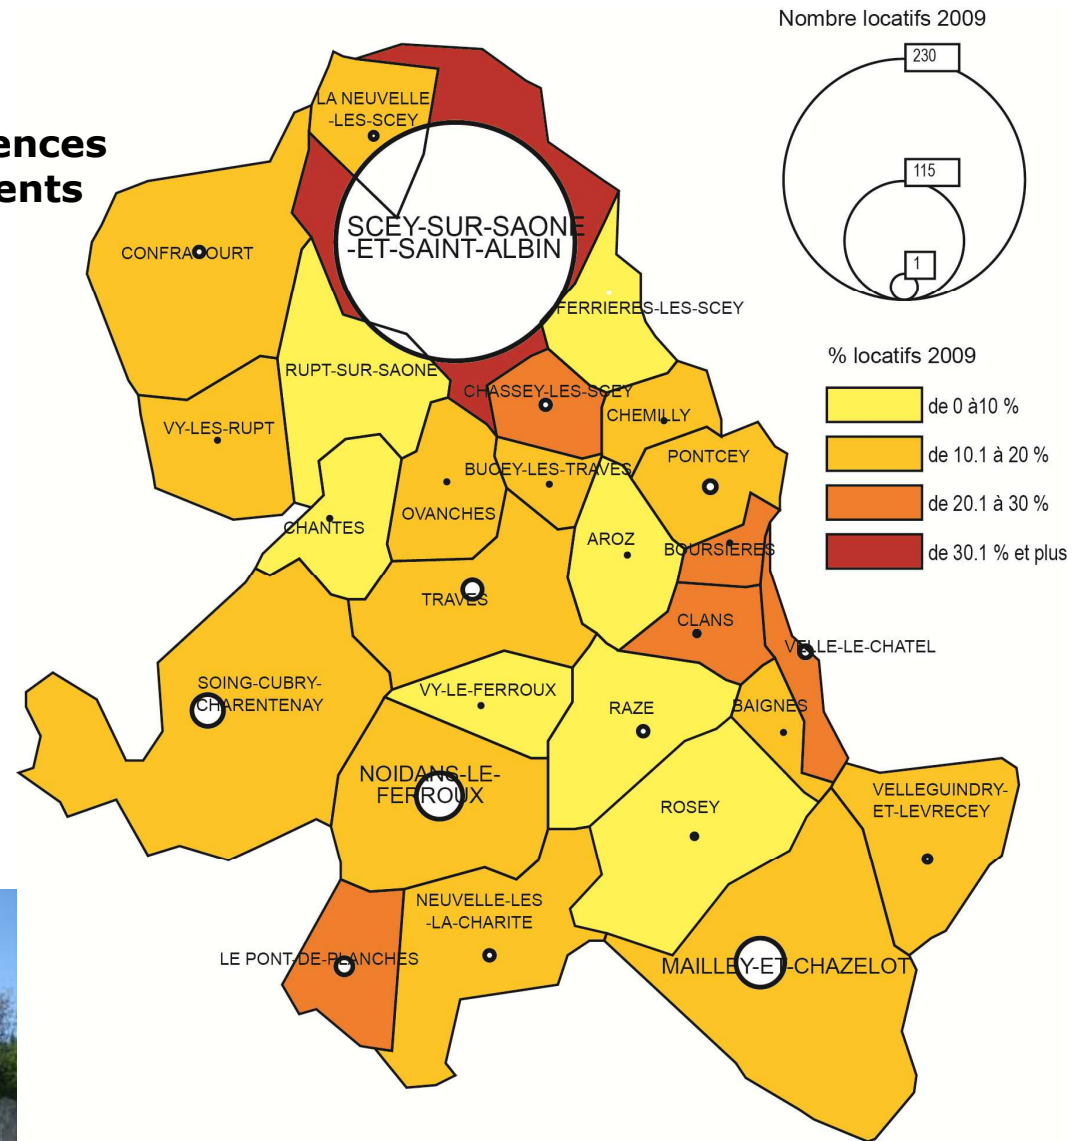 Nombre locatifs 2009
230
115
1
ences
ents
% locatifs 2009
de 0 à10 %
de 10.1 à 20 %
de 20.1 à 30 %
de 30.1 % et plus
LA NEUVELLE
-LES-SCEY
SCEY-SUR-SAONE
-ET-SAINT-ALBIN
CONFRACOURT
FERRIERES-LES-SCEY
RUPT-SUR-SAONE
CHASSEY-LES-SCEY
CHEMILLY
VY-LES-RUPT
PONTCEY
BUCEY-LES-TRAVES
OVANCHES
CHANTES
AROZ
BOURSIERES
TRAVES
CLANS
VELLE-LE-CHATEL
SOING-CUBRY-
CHARENTENAY
VY-LE-FERROUX
RAZE
BAIGNES
NOIDANS-LE-
FERROUX
ROSEY
VELLEGUINDRY-
ET-LEVRECEY
NEUVELLE-LES
-LA-CHARITE
LE PONT-DE-PLANCHES
MAILLEY-ET-CHAZELOT